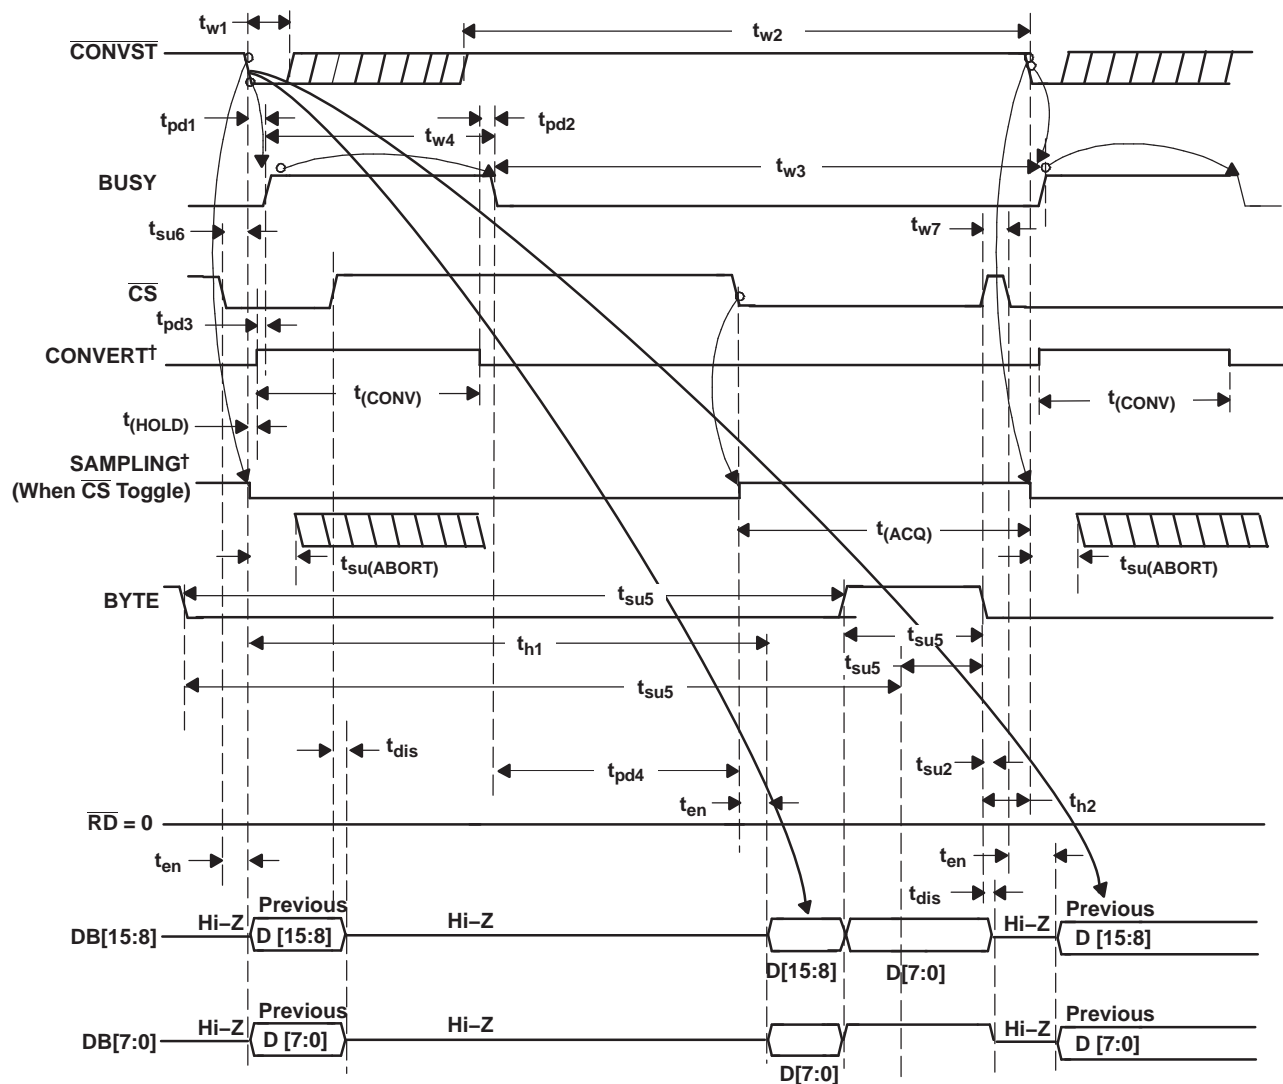 tw1
tw2
CONVST
tpd1
tw4
tpd2
tw3
BUSY
tsu6
tw7
CS
tpd3
CONVERT†
t(CONV)
t(CONV)
t(HOLD)
SAMPLING†
(When CS Toggle)
t(ACQ)
tsu(ABORT)
tsu(ABORT)
BYTE
tsu5
th1
tsu5
tsu5
tsu5
tdis
tpd4
tsu2
ten
th2
RD = 0
ten
ten
tdis
Previous
Previous
Hi–Z
Hi–Z
Hi–Z
DB[15:8]
D [15:8]
D [15:8]
D[15:8]
D[7:0]
Previous
Previous
Hi–Z
Hi–Z
Hi–Z
DB[7:0]
D [7:0]
D [7:0]
D[7:0]